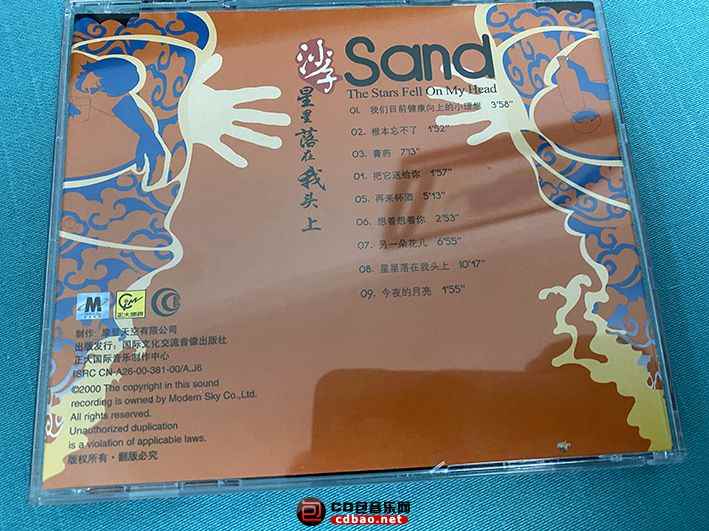 沙子
Sand
星星落在我头上
The Stars Fell On My Head
01. 我们目前健康向上的小理想 3'58"
02. 根本忘不了 1'52"
03. 膏药 7'13"
01. 把它送给你 1'57"
05. 再来杯酒 5'13"
06. 想着想着你 2'53"
07. 另一朵花儿 6'55"
08. 星星落在我头上 10'17"
09. 今夜的月亮 1'55"
M
正大国际
制作：摩登天空有限公司
出版发行：国际文化交流音像出版社
正大国际音乐制作中心
ISRC CN-A26-00-381-00/A.J6
©2000 The copyright in this sound
recording is owned by Modern Sky Co.,Ltd.
All rights reserved.
Unauthorized duplication
is a violation of applicable laws.
版权所有·翻版必究
CD包音乐网
cdbao.net